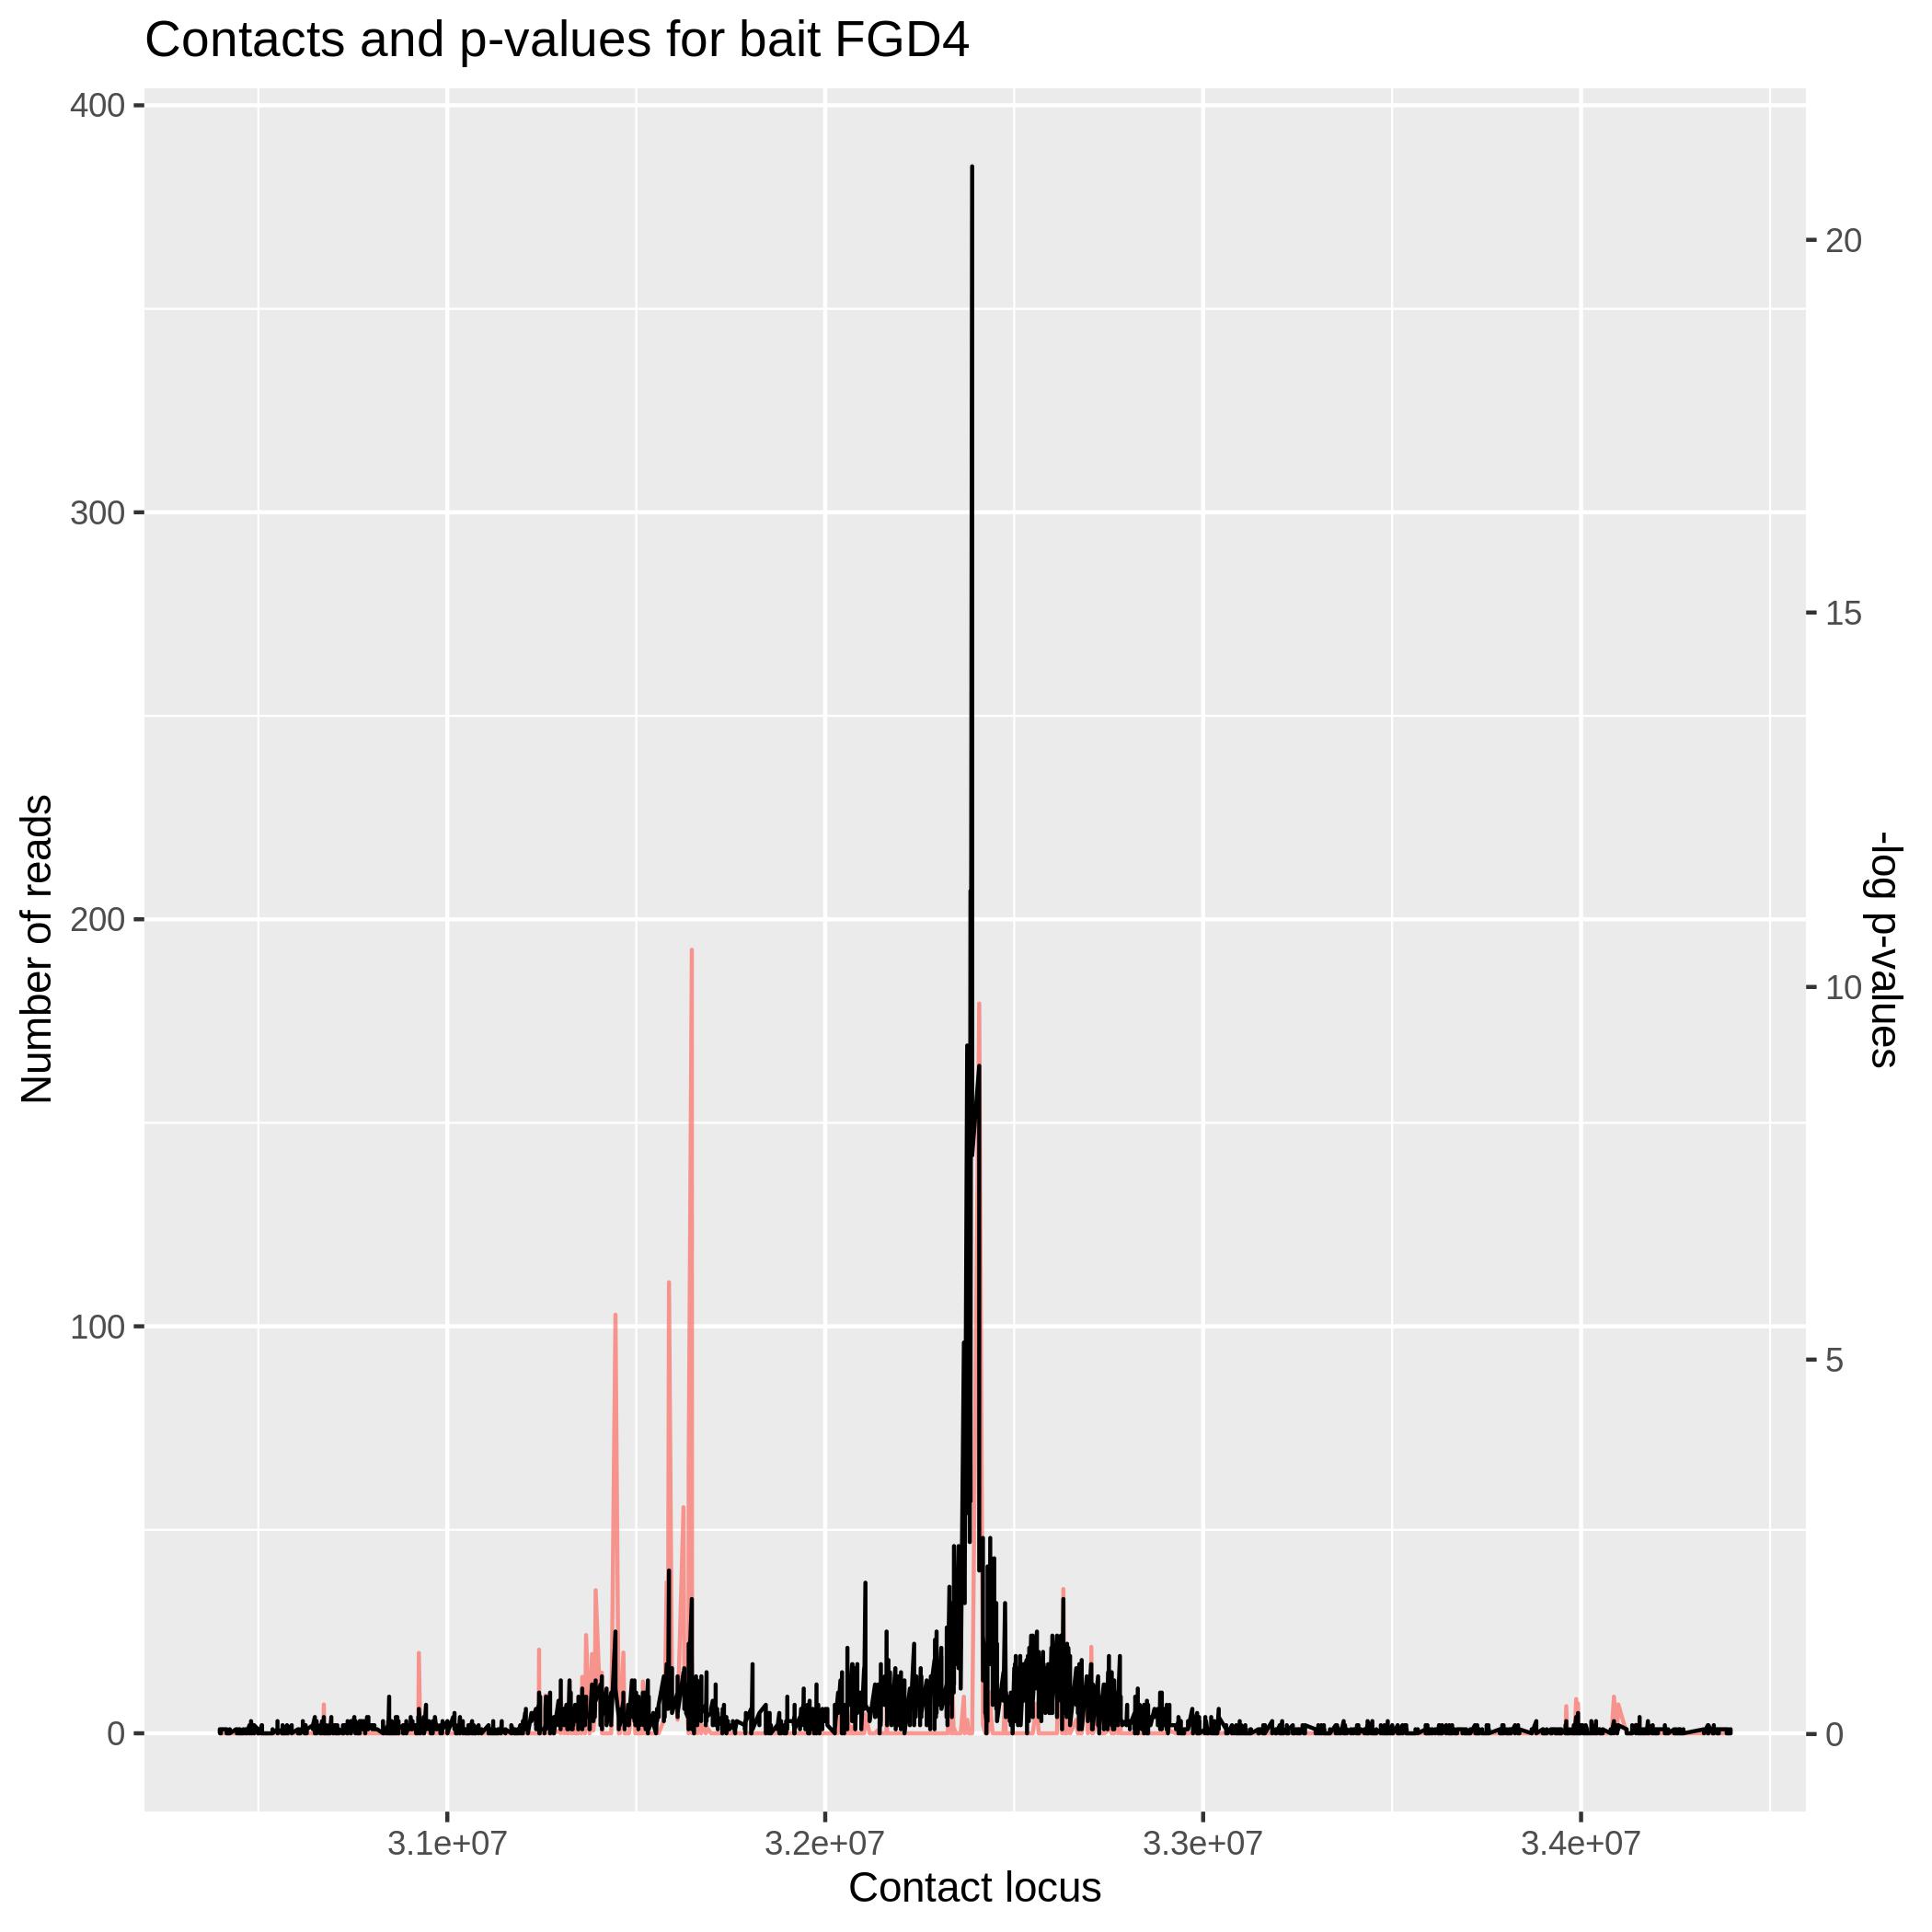 Contacts and p-values for bait FGD4
400
300
200
100
0
Number of reads
20
15
10
5
0
-log p-values
3.1e+07
3.2e+07
3.3e+07
3.4e+07
Contact locus